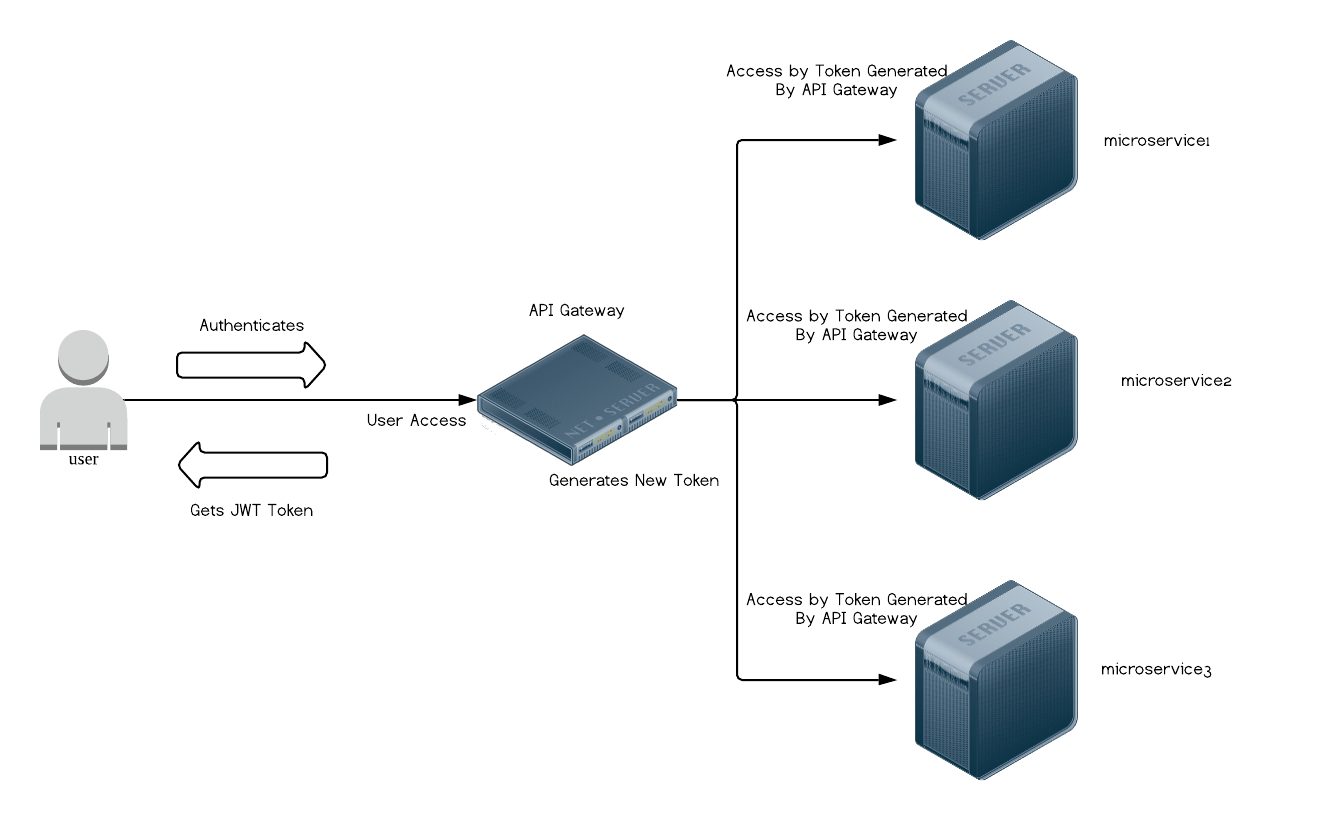 Access by Token Generated
By API Gateway
SERVER
microservice1
Authenticates
user
Gets JWT Token
User Access
API Gateway
NET • SERVER
Generates New Token
Access by Token Generated
By API Gateway
SERVER
microservice2
Access by Token Generated
By API Gateway
SERVER
microservice3